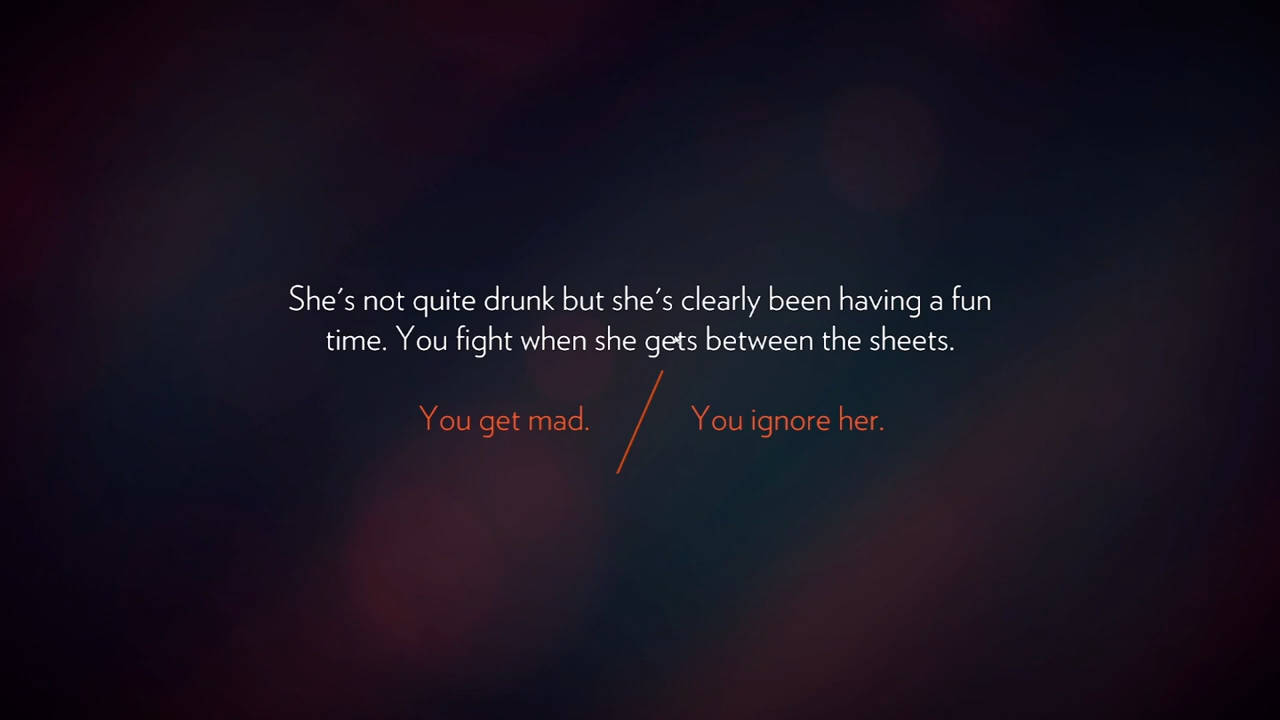 She's not quite drunk but she's clearly been having a fun
time. You fight when she gets between the sheets.
You get mad. / You ignore her.